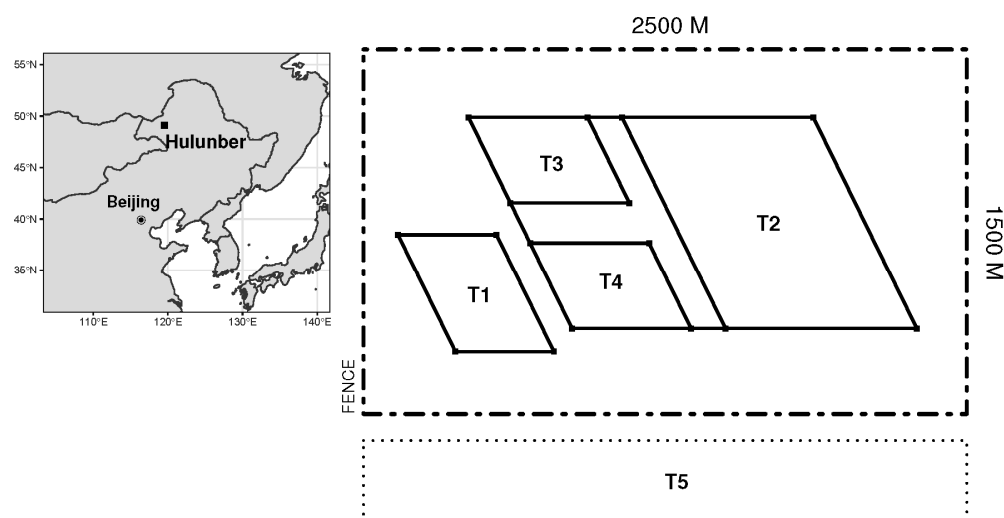 2500 M
55°N
50°N
Hulunber
45°N
Beijing
40°N
36°N
110°E 120°E 130°E 140°E
T3
T2
T4
T1
1500 M
FENCE
T5